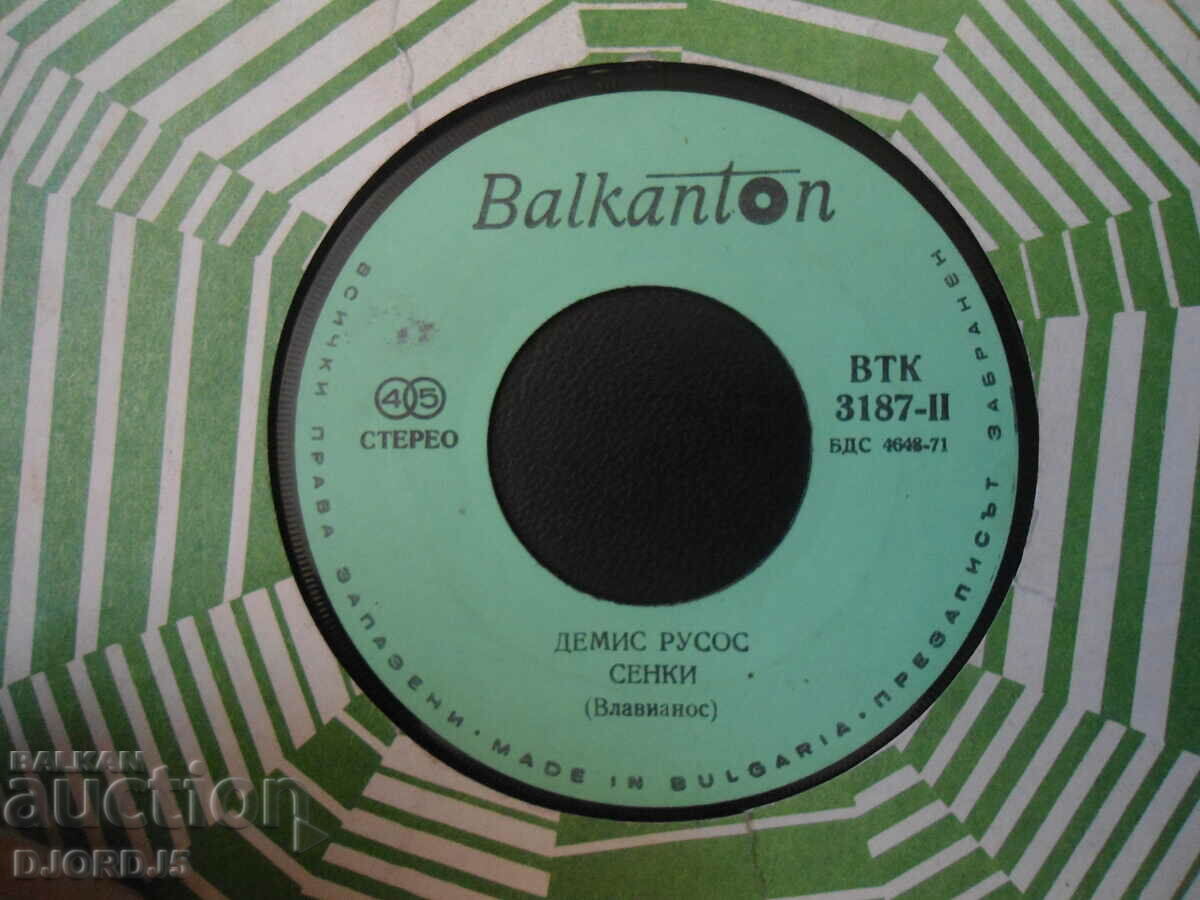 Balkanton
45
СТЕРЕО
ВТК
3187-II
БДС 4648-71
ДЕМИС РУСОС
СЕНКИ
(Влавианос)
ВСИЧКИ ПРАВА ЗАПАЗЕНИ · MADE IN BULGARIA · ПРЕЗАПИСЪТ ЗАБРАНЕН
BALKAN
auction
DJORDJ5